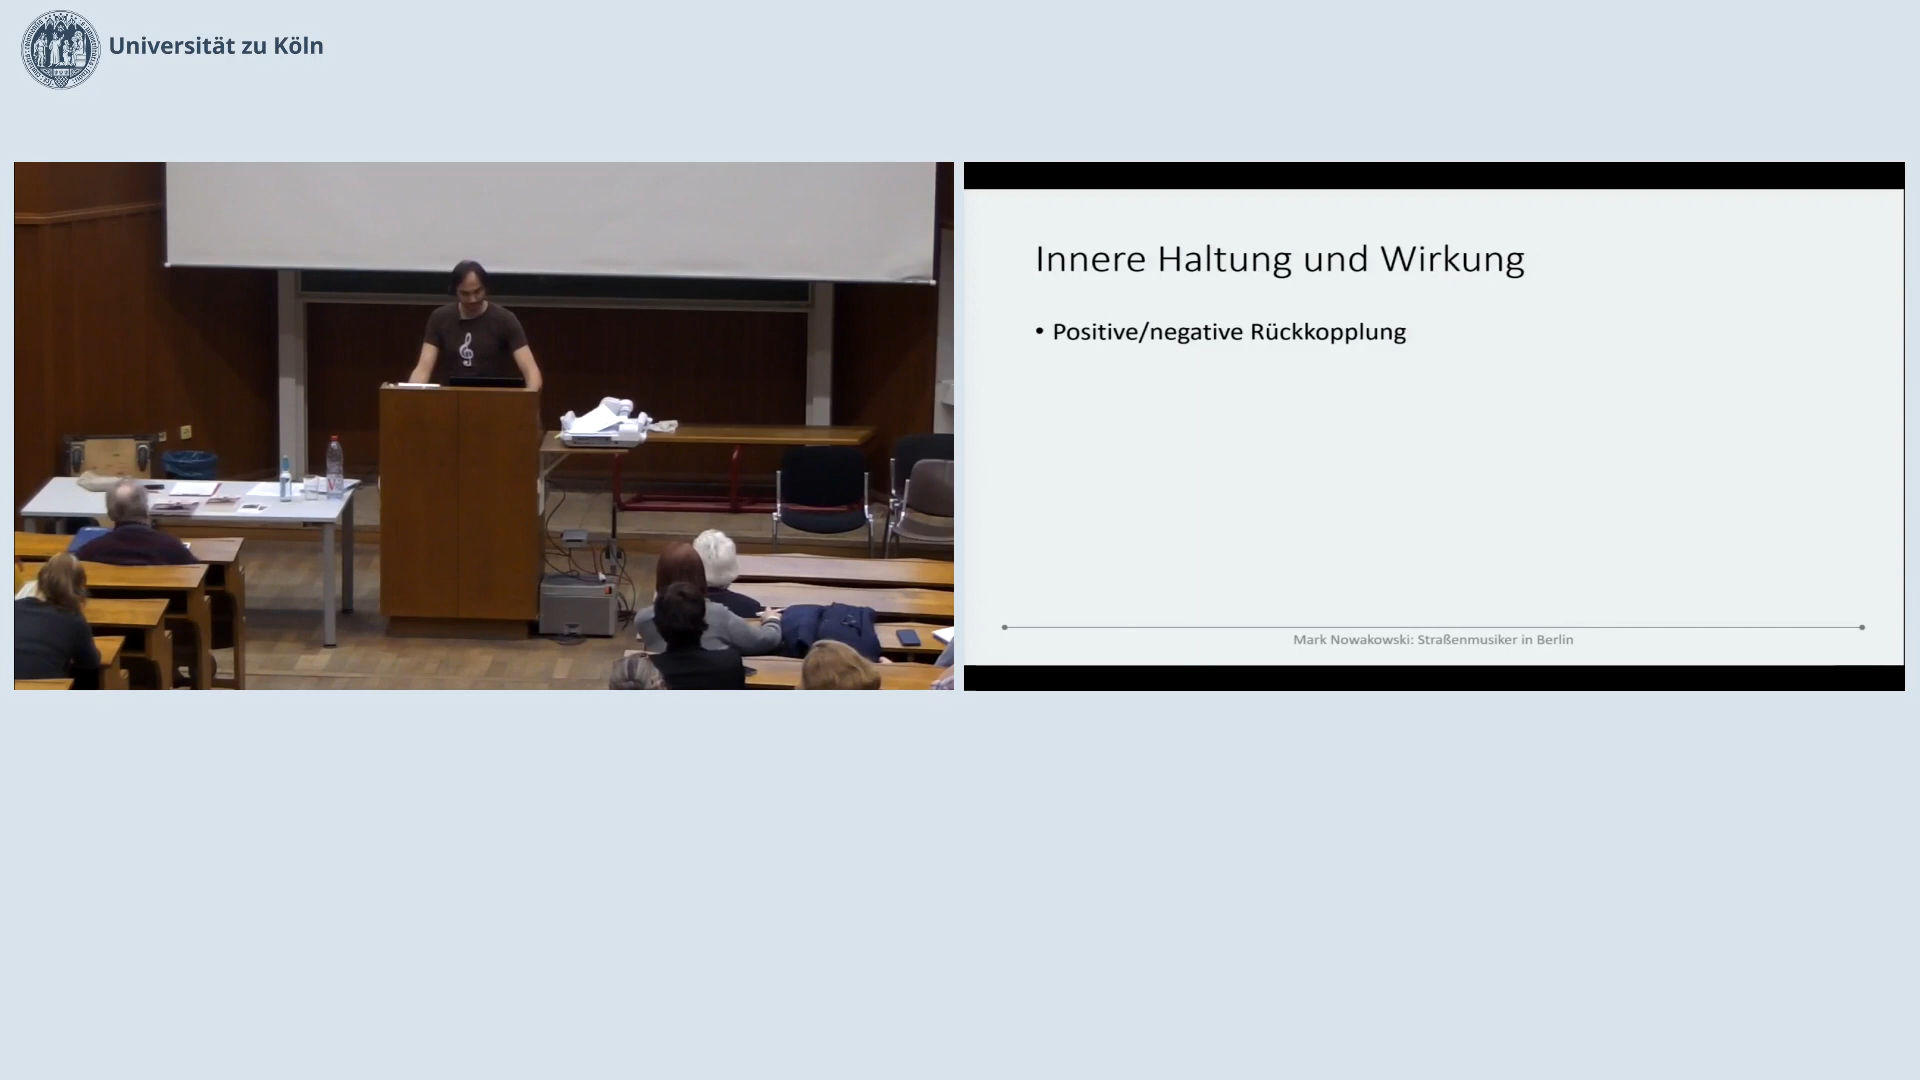 Universität zu Köln
Innere Haltung und Wirkung
• Positive/negative Rückkopplung
Mark Nowakowski: Straßenmusiker in Berlin